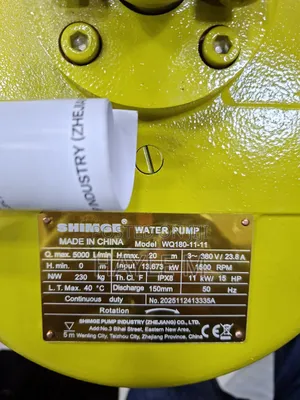 INDUSTRY (ZHEJIANG)
SHIMGE WATER PUMP
MADE IN CHINA Model WQ180-11-11
Q. max. 5000 L/min H. max 20 m 3~ 380 V/ 23.8 A
H. min. 0 m Input 13.673 kW 1500 RPM
N/W 230 kg Th. Cl. F IPX8 11 kW 15 HP
L. T. Max. 40 °C Discharge 150mm 50 Hz
Continuous duty No.2025112413335A
Rotation
SHIMGE PUMP INDUSTRY (ZHEJIANG) CO., LTD.
Add:No.3 Bihai Street, Eastern New Area,
5 m Wenling City, Taizhou City, Zhejiang Province, China.